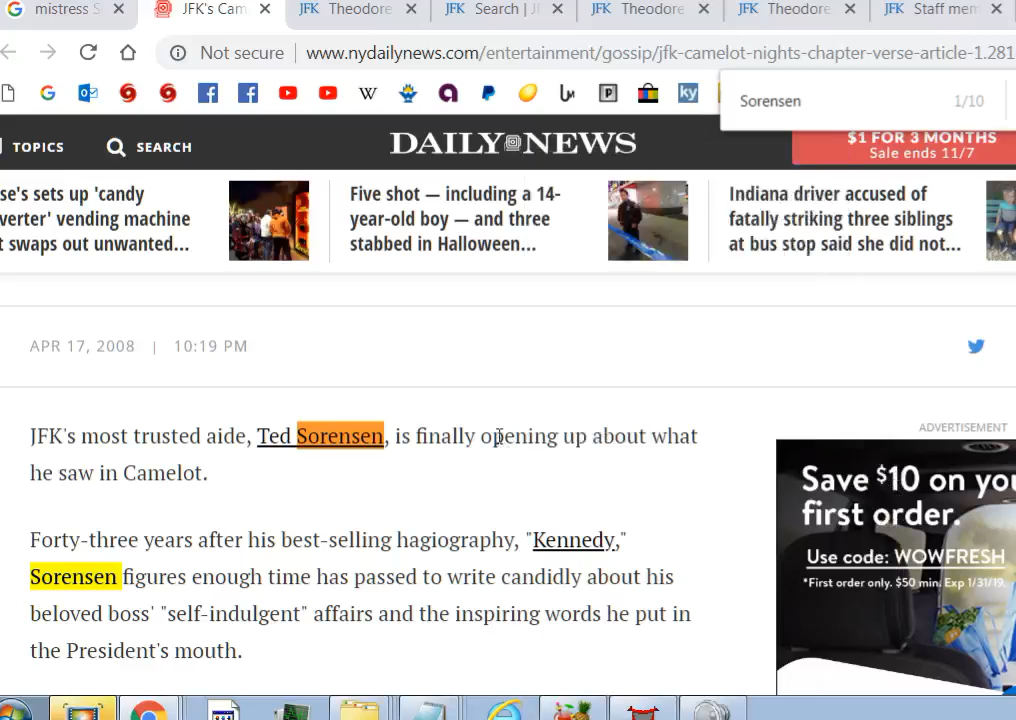 mistress S
JFK's Cam
JFK Theodore
JFK Search | J
JFK Theodore
JFK Theodore
JFK Staff mem
Not secure | www.nydailynews.com/entertainment/gossip/jfk-camelot-nights-chapter-verse-article-1.281
Sorensen 1/10
TOPICS
SEARCH
DAILY NEWS
$1 FOR 3 MONTHS
Sale ends 11/7
se's sets up 'candy
verter' vending machine
t swaps out unwanted...
Five shot — including a 14-
year-old boy — and three
stabbed in Halloween...
Indiana driver accused of
fatally striking three siblings
at bus stop said she did not...
APR 17, 2008 | 10:19 PM
JFK's most trusted aide, Ted Sorensen, is finally opening up about what
he saw in Camelot.
Forty-three years after his best-selling hagiography, "Kennedy,"
Sorensen figures enough time has passed to write candidly about his
beloved boss' "self-indulgent" affairs and the inspiring words he put in
the President's mouth.
ADVERTISEMENT
Save $10 on you
first order.
Use code: WOWFRESH
*First order only. $50 min. Exp 1/31/19.